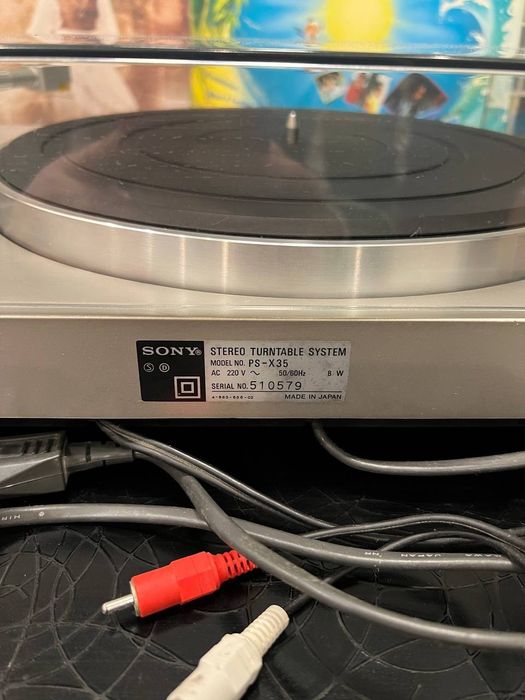 SONY®
STEREO TURNTABLE SYSTEM
MODEL NO. PS-X35
AC 220 V ~ 50/60Hz 8 W
SERIAL NO. 510579
MADE IN JAPAN
JAPAN